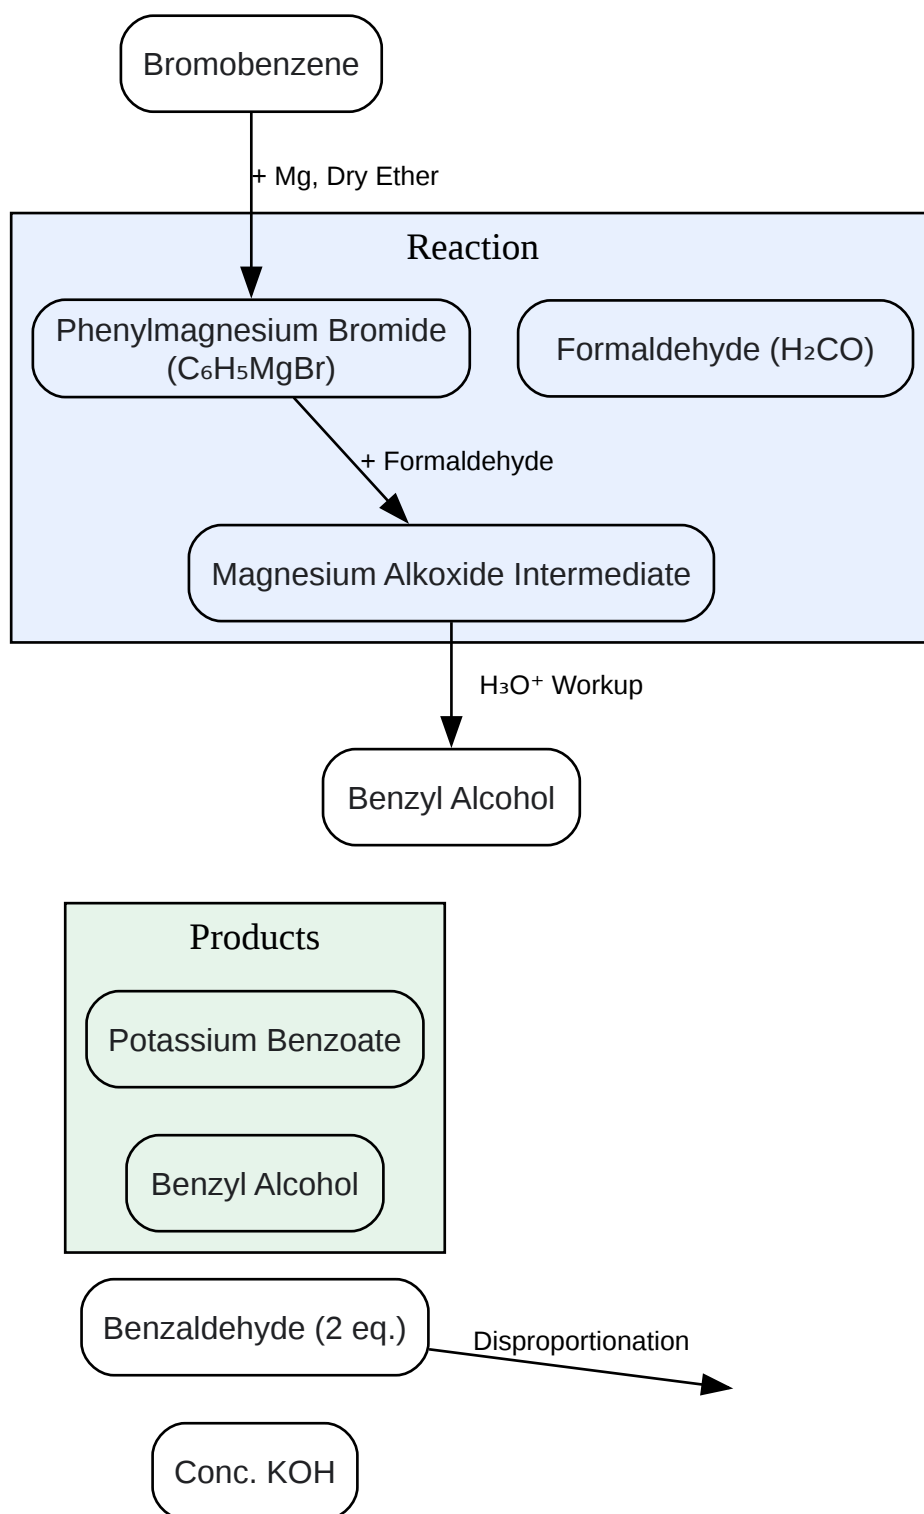 Bromobenzene
+ Mg, Dry Ether
Reaction
Phenylmagnesium Bromide
(C₆H₅MgBr)
Formaldehyde (H₂CO)
+ Formaldehyde
Magnesium Alkoxide Intermediate
H₃O⁺ Workup
Benzyl Alcohol
Products
Potassium Benzoate
Benzyl Alcohol
Benzaldehyde (2 eq.)
Disproportionation
Conc. KOH